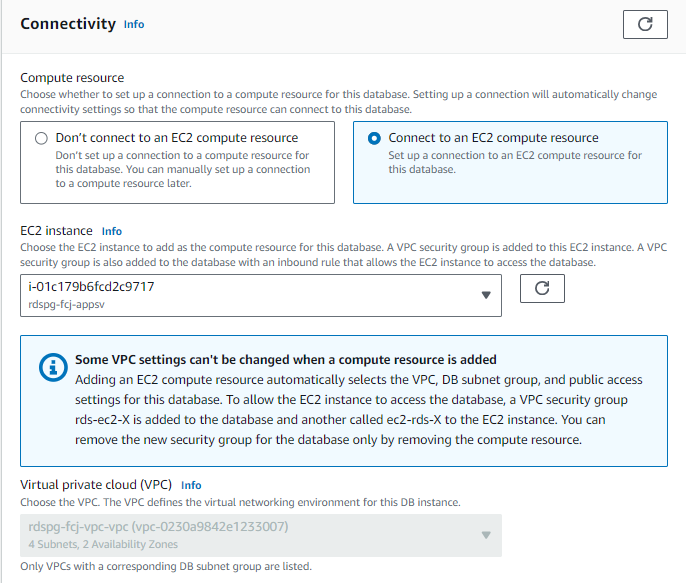 Connectivity Info
Compute resource
Choose whether to set up a connection to a compute resource for this database. Setting up a connection will automatically change
connectivity settings so that the compute resource can connect to this database.
Don't connect to an EC2 compute resource
Don't set up a connection to a compute resource for
this database. You can manually set up a connection
to a compute resource later.
Connect to an EC2 compute resource
Set up a connection to an EC2 compute resource for
this database.
EC2 instance Info
Choose the EC2 instance to add as the compute resource for this database. A VPC security group is added to this EC2 instance. A VPC
security group is also added to the database with an inbound rule that allows the EC2 instance to access the database.
i-01c179b6fcd2c9717
rdspg-fcj-appsv
Some VPC settings can't be changed when a compute resource is added
Adding an EC2 compute resource automatically selects the VPC, DB subnet group, and public access
settings for this database. To allow the EC2 instance to access the database, a VPC security group
rds-ec2-X is added to the database and another called ec2-rds-X to the EC2 instance. You can
remove the new security group for the database only by removing the compute resource.
Virtual private cloud (VPC) Info
Choose the VPC. The VPC defines the virtual networking environment for this DB instance.
rdspg-fcj-vpc-vpc (vpc-0230a9842e1233007)
4 Subnets, 2 Availability Zones
Only VPCs with a corresponding DB subnet group are listed.